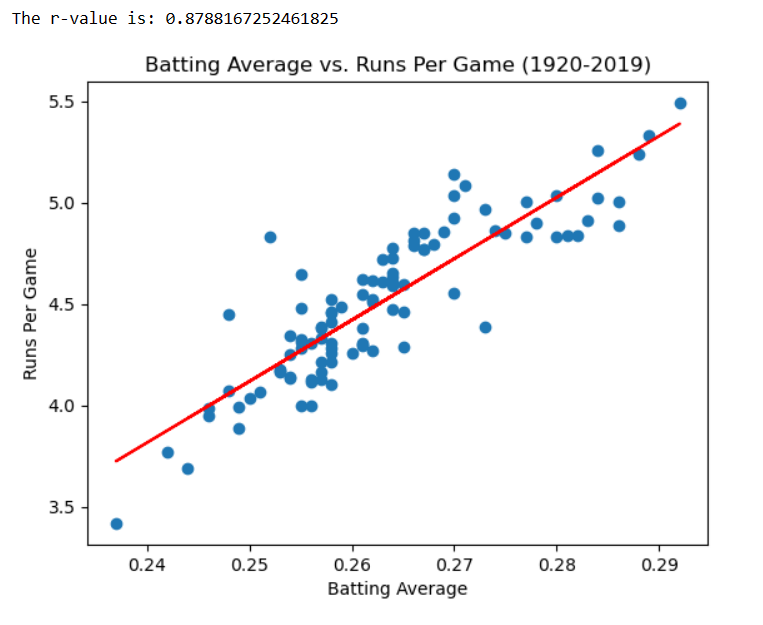 The r-value is: 0.8788167252461825
Batting Average vs. Runs Per Game (1920-2019)
5.5
5.0
4.5
4.0
3.5
Runs Per Game
0.24 0.25 0.26 0.27 0.28 0.29
Batting Average